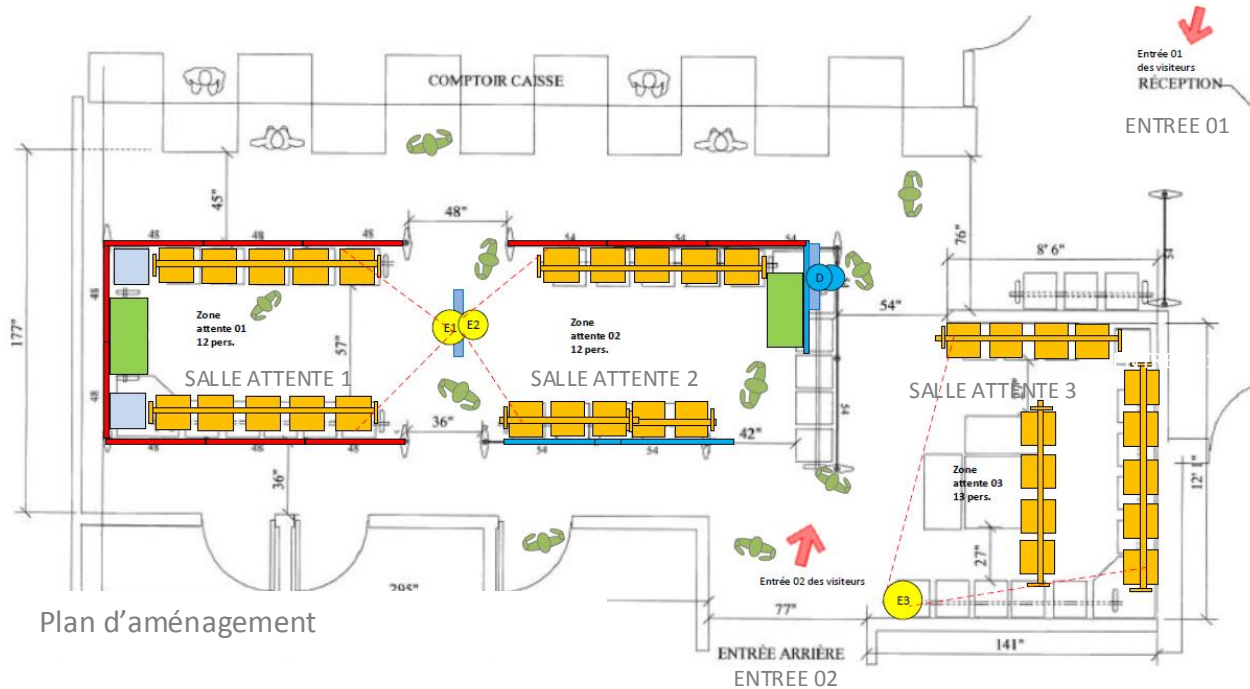 Entrée 01
des visiteurs
RÉCEPTION
ENTREE 01
COMPTOIR CAISSE
45"
48"
76"
8' 6"
54
48
48
48
54
54
54
48
177"
57"
54"
D
E1
E2
Zone
attente 01
12 pers.
Zone
attente 02
12 pers.
SALLE ATTENTE 1
SALLE ATTENTE 2
SALLE ATTENTE 3
48
48
48
48
36"
54
54
42"
54
36"
Zone
attente 03
13 pers.
12' 1"
27"
Entrée 02 des visiteurs
E3
295"
Plan d’aménagement
77"
141"
ENTRÉE ARRIÈRE
ENTREE 02